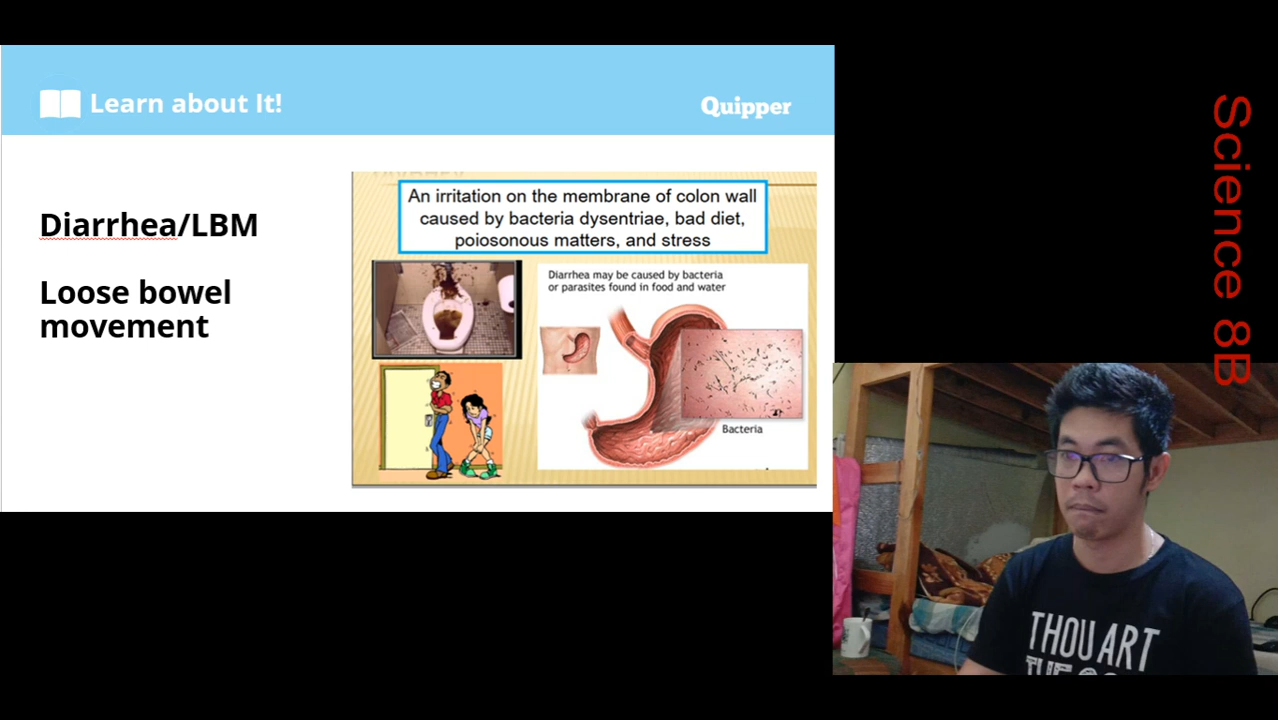 Learn about It!
Quipper
Diarrhea/LBM
Loose bowel
movement
An irritation on the membrane of colon wall
caused by bacteria dysentriae, bad diet,
poiosonous matters, and stress
Diarrhea may be caused by bacteria
or parasites found in food and water
Bacteria
Science 8B
THOU ART